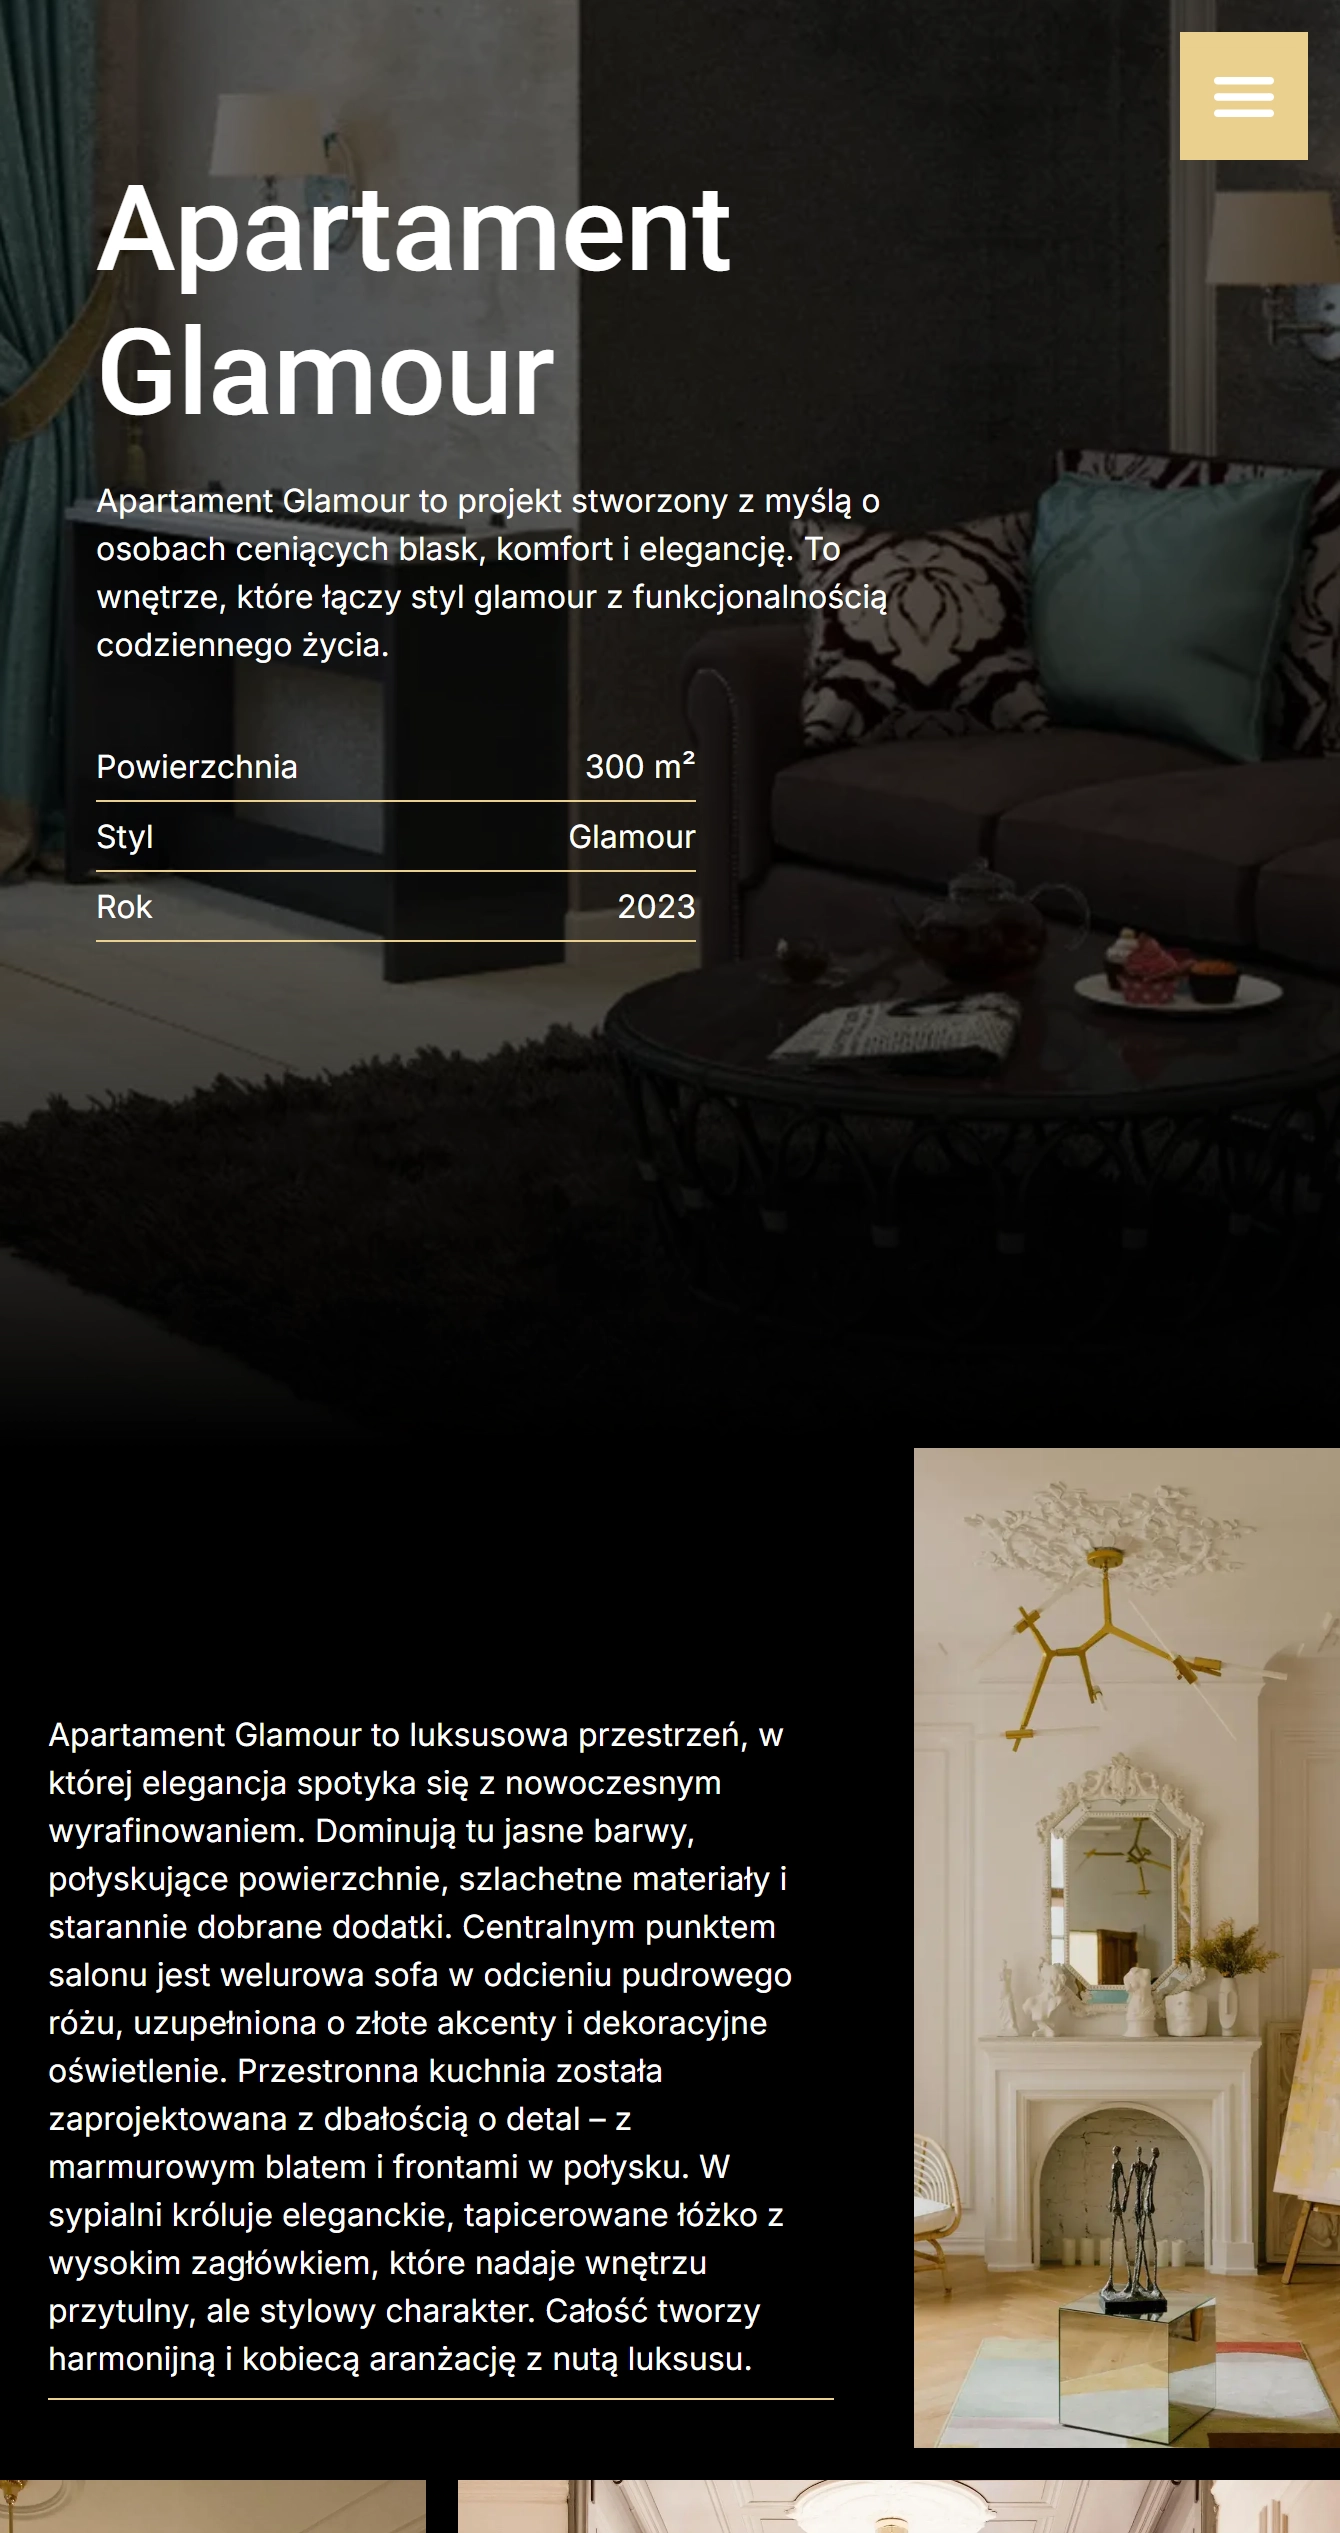 Apartament
Glamour
Apartament Glamour to projekt stworzony z myślą o
osobach ceniących blask, komfort i elegancję. To
wnętrze, które łączy styl glamour z funkcjonalnością
codziennego życia.
Powierzchnia 300 m²
Styl Glamour
Rok 2023
Apartament Glamour to luksusowa przestrzeń, w
której elegancja spotyka się z nowoczesnym
wyrafinowaniem. Dominują tu jasne barwy,
połyskujące powierzchnie, szlachetne materiały i
starannie dobrane dodatki. Centralnym punktem
salonu jest welurowa sofa w odcieniu pudrowego
różu, uzupełniona o złote akcenty i dekoracyjne
oświetlenie. Przestronna kuchnia została
zaprojektowana z dbałością o detal – z
marmurowym blatem i frontami w połysku. W
sypialni króluje eleganckie, tapicerowane łóżko z
wysokim zagłówkiem, które nadaje wnętrzu
przytulny, ale stylowy charakter. Całość tworzy
harmonijną i kobiecą aranżację z nutą luksusu.